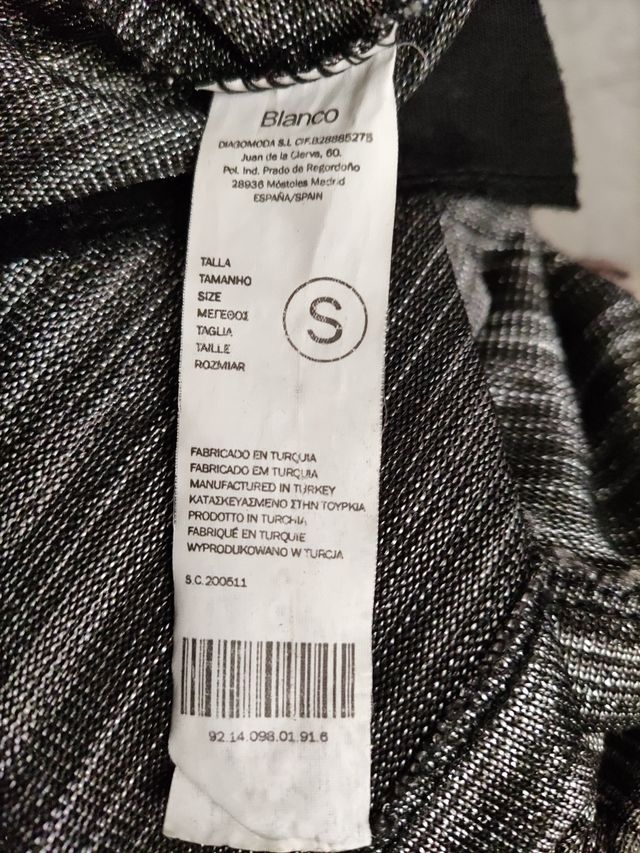 Blanco
DIAGOMODA S.L CIF.B28885275
Juan de la Cierva, 60.
Pol. Ind. Prado de Regordoño
28936 Móstoles Madrid
ESPAÑA/SPAIN
TALLA
TAMANHO
SIZE
ΜΕΓΕΘΟΣ
TAGLIA
TAILLE
ROZMIAR
S
FABRICADO EN TURQUIA
FABRICADO EM TURQUIA
MANUFACTURED IN TURKEY
ΚΑΤΑΣΚΕΥΑΣΜΕΝΟ ΣΤΗΝ ΤΟΥΡΚΙΑ
PRODOTTO IN TURCHIA
FABRIQUÉ EN TURQUIE
WYPRODUKOWANO W TURCJA
S.C. 200511
92.14.098.01.91.6